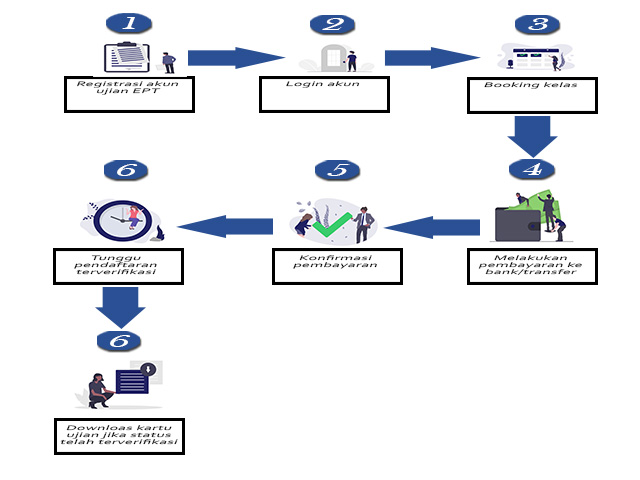 1
Registrasi akun
ujian EPT
2
Login akun
3
Booking kelas
4
Melakukan
pembayaran ke
bank/transfer
5
Konfirmasi
pembayaran
6
Tunggu
pendaftaran
terverifikasi
6
Downloas kartu
ujian jika status
telah terverifikasi